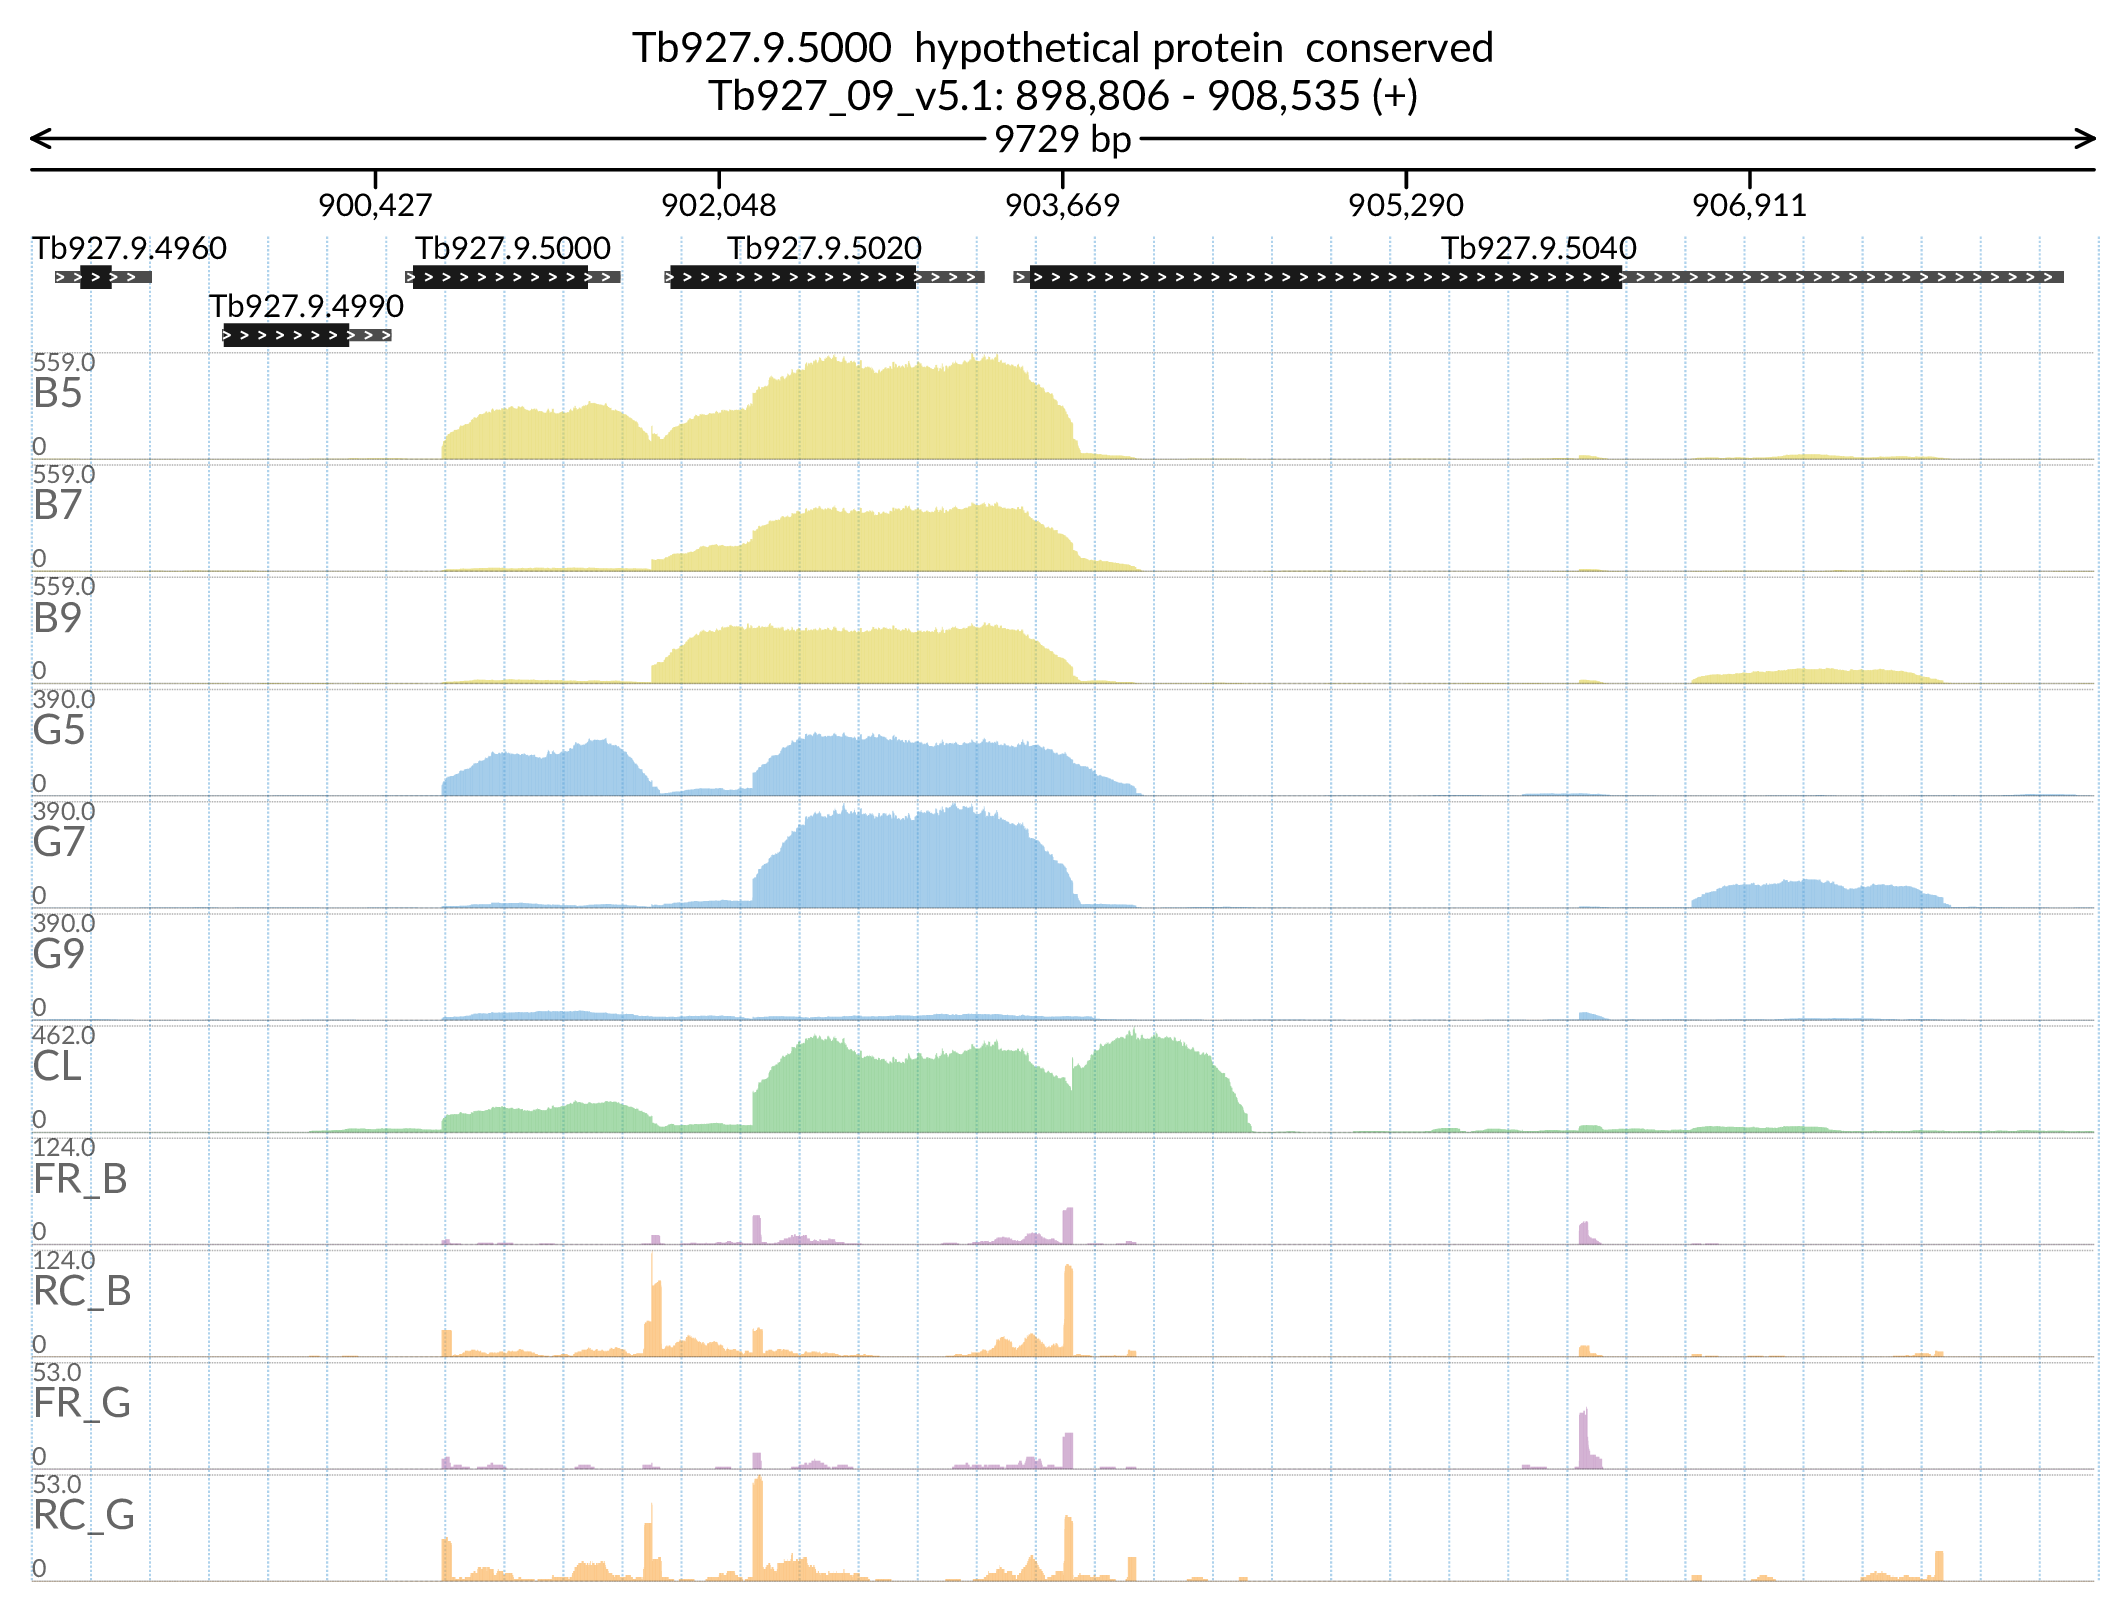 Tb927.9.5000  hypothetical protein  conserved
Tb927_09_v5.1: 898,806 - 908,535 (+)
9729 bp
900,427 902,048 903,669 905,290 906,911
Tb927.9.4960 Tb927.9.5000 Tb927.9.5020 Tb927.9.5040
Tb927.9.4990
559.0
B5
0
559.0
B7
0
559.0
B9
0
390.0
G5
0
390.0
G7
0
390.0
G9
0
462.0
CL
0
124.0
FR_B
0
124.0
RC_B
0
53.0
FR_G
0
53.0
RC_G
0